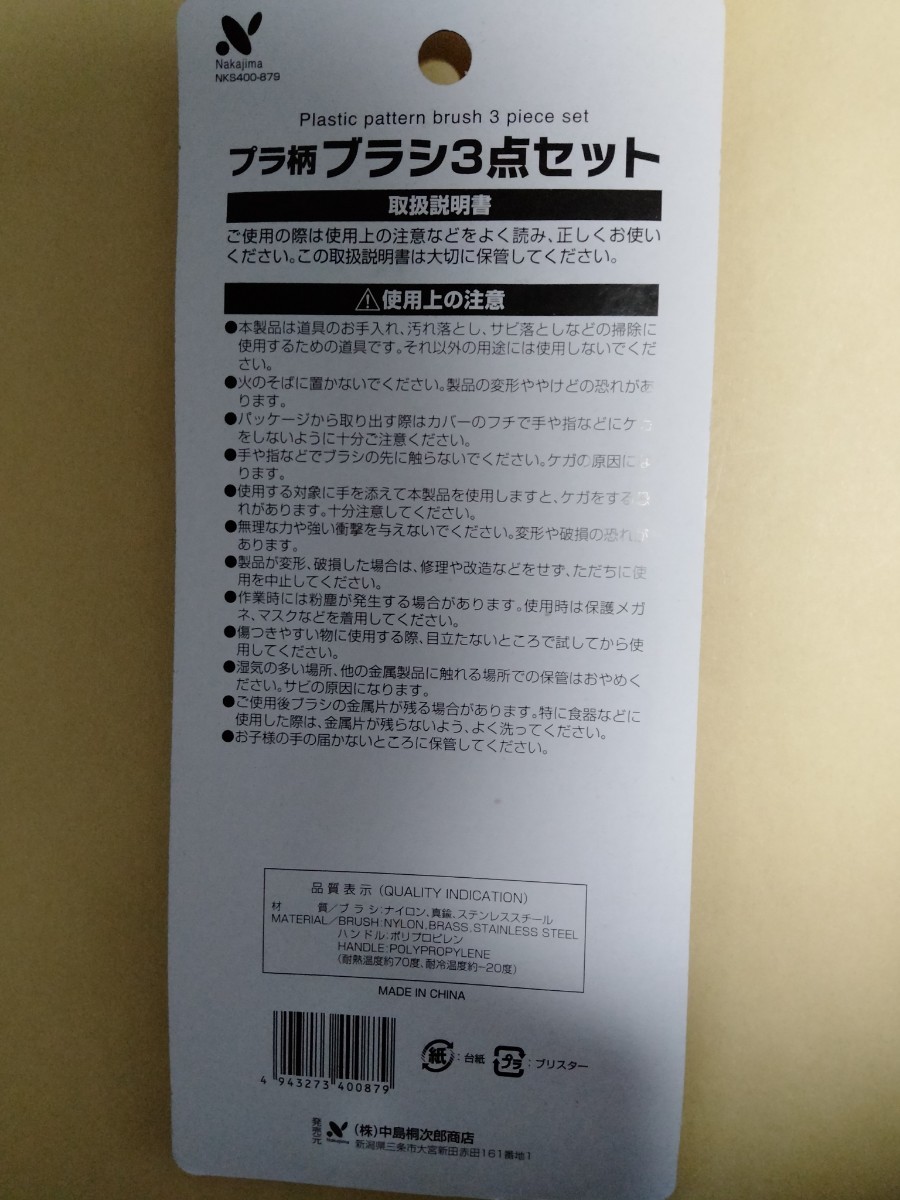 Nakajima
NKS400-879
Plastic pattern brush 3 piece set
プラ柄ブラシ3点セット
取扱説明書
ご使用の際は使用上の注意などをよく読み、正しくお使い
ください。この取扱説明書は大切に保管してください。
⚠使用上の注意
●本製品は道具のお手入れ、汚れ落とし、サビ落としなどの掃除に
使用するための道具です。それ以外の用途には使用しないでくだ
さい。
●火のそばに置かないでください。製品の変形ややけどの恐れがあ
ります。
●パッケージから取り出す際はカバーのフチで手や指などにケガ
をしないように十分ご注意ください。
●手や指などでブラシの先に触らないでください。ケガの原因によ
ります。
●使用する対象に手を添えて本製品を使用しますと、ケガをする恐
れがあります。十分注意してください。
●無理な力や強い衝撃を与えないでください。変形や破損の恐れが
あります。
●製品が変形、破損した場合は、修理や改造などをせず、ただちに使
用を中止してください。
●作業時には粉塵が発生する場合があります。使用時は保護メガ
ネ、マスクなどを着用してください。
●傷つきやすい物に使用する際、目立たないところで試してから使
用してください。
●湿気の多い場所、他の金属製品に触れる場所での保管はおやめく
ださい。サビの原因になります。
●ご使用後ブラシの金属片が残る場合があります。特に食器などに
使用した際は、金属片が残らないよう、よく洗ってください。
●お子様の手の届かないところに保管してください。
品質表示(QUALITY INDICATION)
材 質/ブラシ:ナイロン、真鍮、ステンレススチール
MATERIAL/BRUSH:NYLON,BRASS,STAINLESS STEEL
ハンドル:ポリプロピレン
HANDLE:POLYPROPYLENE
(耐熱温度約70度、耐冷温度約-20度)
MADE IN CHINA
紙:台紙 プラ:ブリスター
4 943273 400879
発売元 Nakajima (株)中島桐次郎商店
新潟県三条市大宮新田赤田161番地1